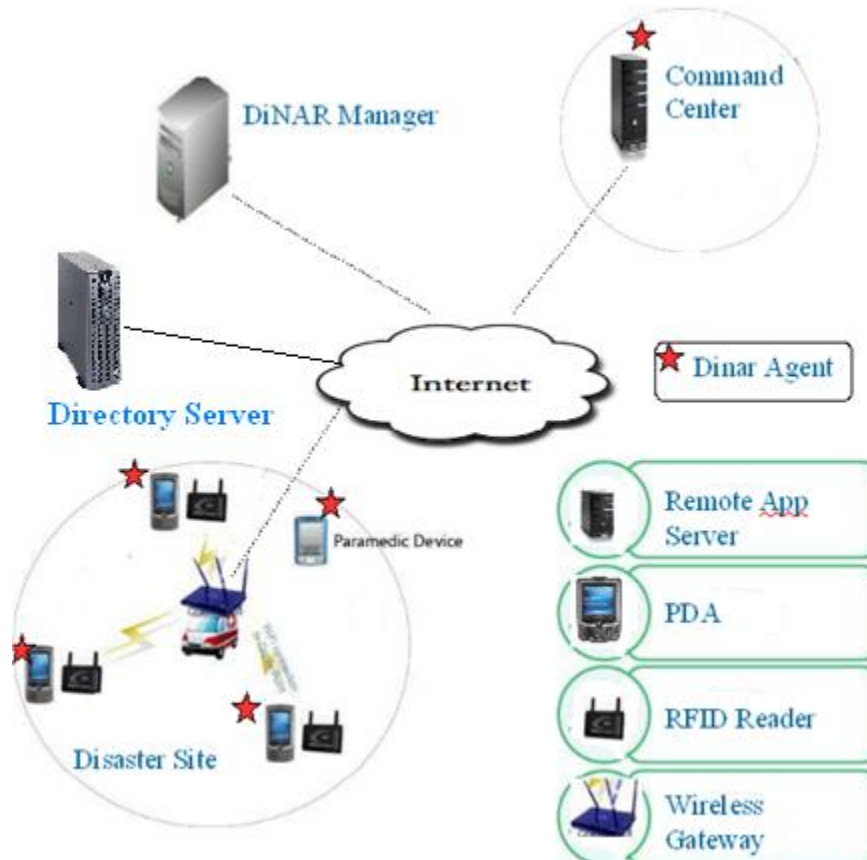 Command
Center
DiNAR Manager
Internet
Dinar Agent
Directory Server
Paramedic Device
Disaster Site
Remote App
Server
PDA
RFID Reader
Wireless
Gateway